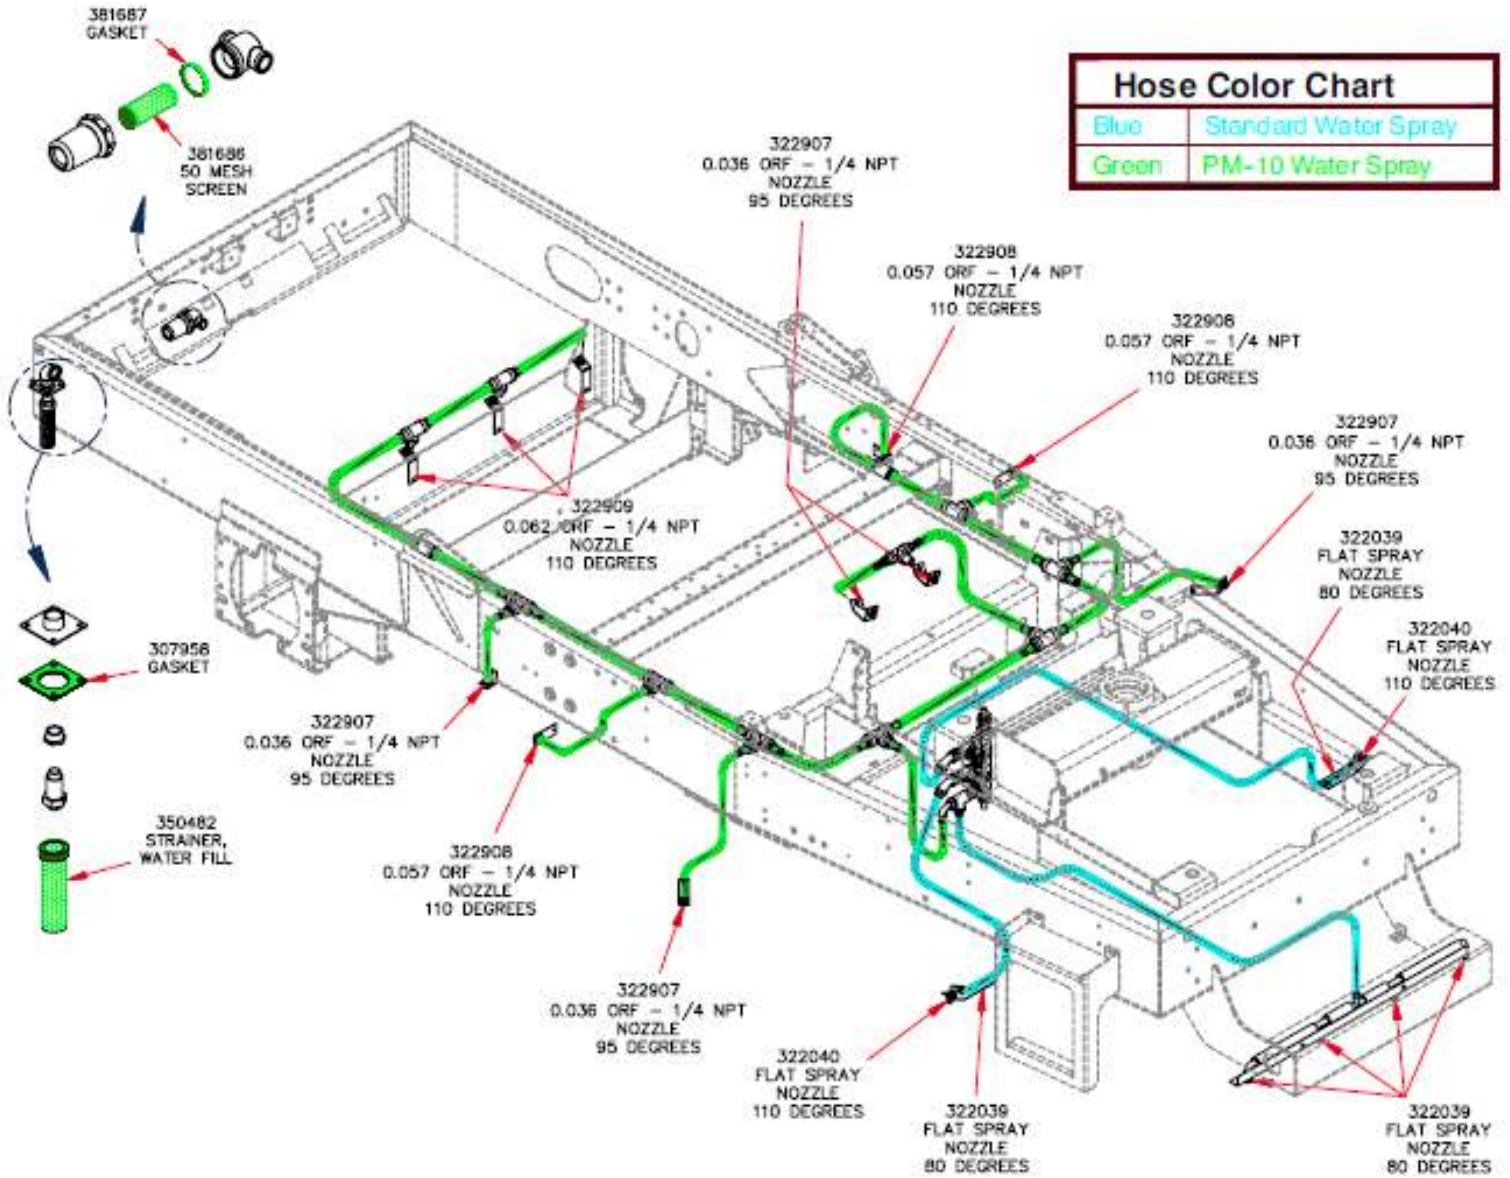 381687
GASKET
381686
50 MESH
SCREEN
Hose Color Chart
Blue Standard Water Spray
Green PM-10 Water Spray
322907
0.036 ORF - 1/4 NPT
NOZZLE
95 DEGREES
322908
0.057 ORF - 1/4 NPT
NOZZLE
110 DEGREES
322908
0.057 ORF - 1/4 NPT
NOZZLE
110 DEGREES
322907
0.036 ORF - 1/4 NPT
NOZZLE
95 DEGREES
322909
0.062 ORF - 1/4 NPT
NOZZLE
110 DEGREES
322039
FLAT SPRAY
NOZZLE
80 DEGREES
322040
FLAT SPRAY
NOZZLE
110 DEGREES
307958
GASKET
322907
0.036 ORF - 1/4 NPT
NOZZLE
95 DEGREES
350482
STRAINER,
WATER FILL
322908
0.057 ORF - 1/4 NPT
NOZZLE
110 DEGREES
322907
0.036 ORF - 1/4 NPT
NOZZLE
95 DEGREES
322040
FLAT SPRAY
NOZZLE
110 DEGREES
322039
FLAT SPRAY
NOZZLE
80 DEGREES
322039
FLAT SPRAY
NOZZLE
80 DEGREES